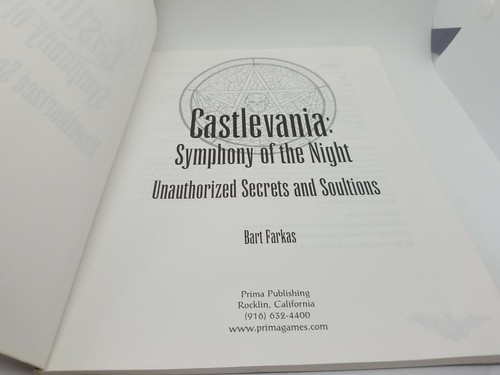 Castlevania:
Symphony of the Night
Unauthorized Secrets and Soultions
Bart Farkas
Prima Publishing
Rocklin, California
(916) 632-4400
www.primagames.com